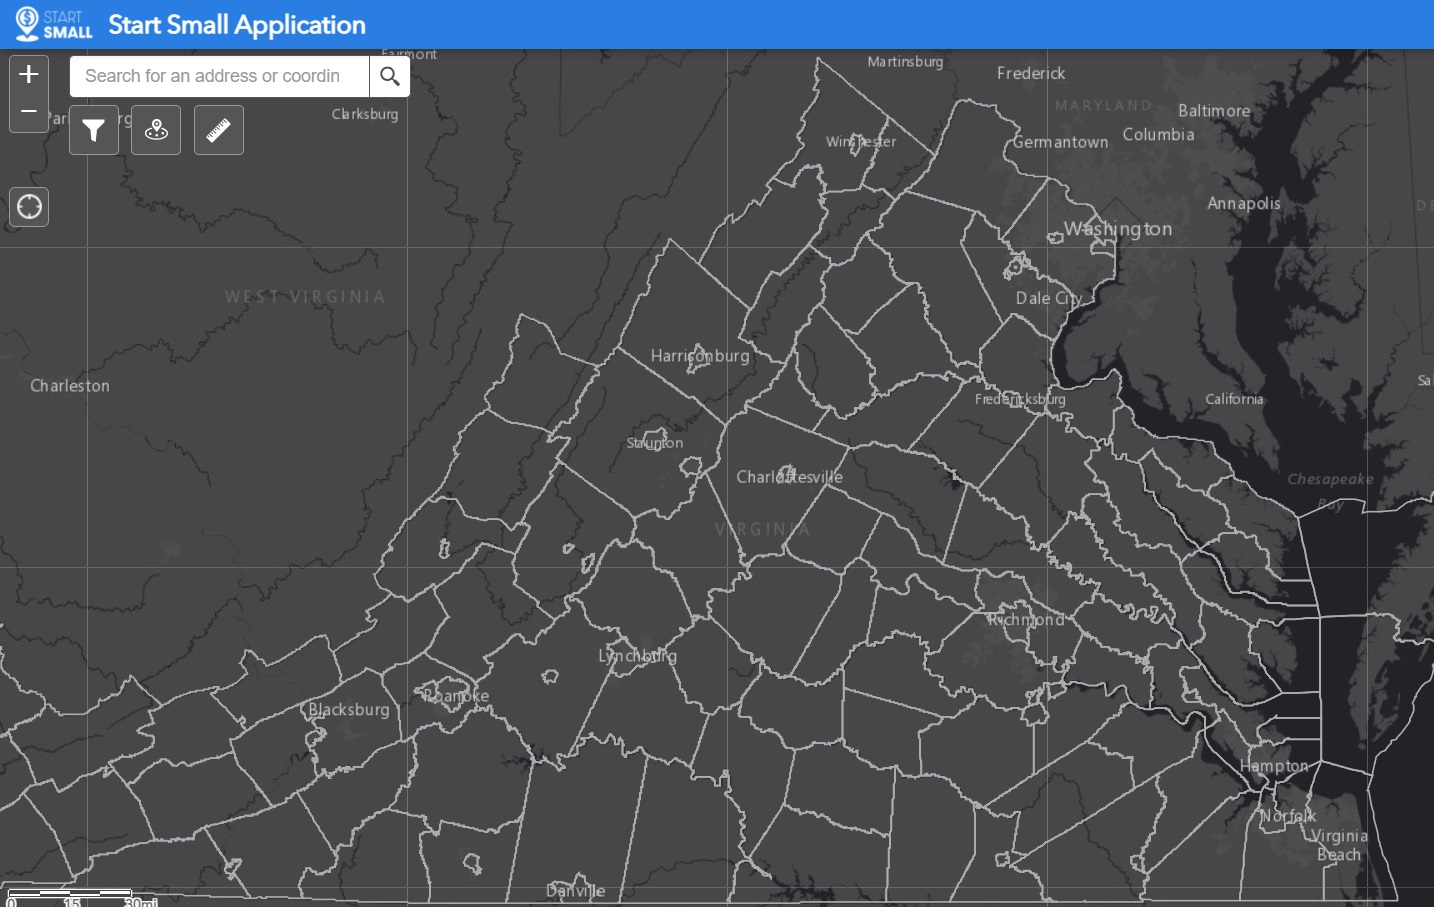 START
SMALL
Start Small Application
Search for an address or coordin
Fairmont
Martinsburg
Frederick
MARYLAND
Baltimore
Clarksburg
Columbia
Winchester
Germantown
Annapolis
Washington
WEST VIRGINIA
Dale City
Harrisonburg
Charleston
Fredericksburg
California
Staunton
Charlottesville
Chesapeake
Bay
VIRGINIA
Richmond
Lynchburg
Roanoke
Blacksburg
Hampton
Norfolk
Virginia
Beach
Danville
0 15 30mi